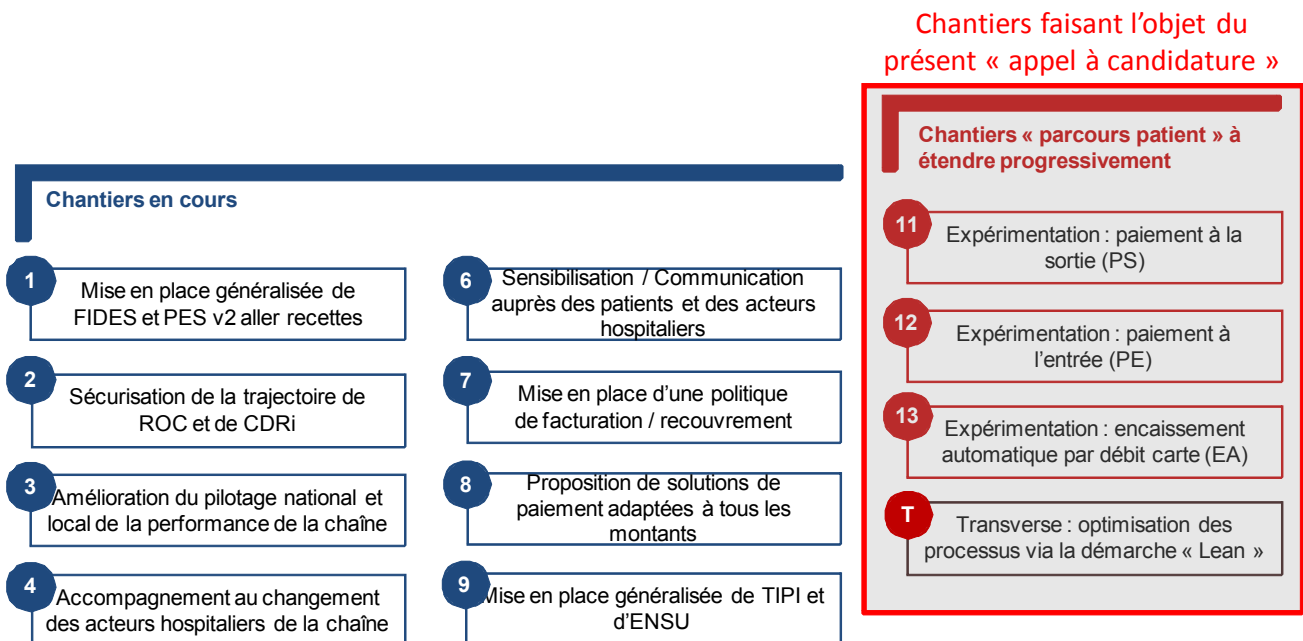 Chantiers faisant l’objet du
présent « appel à candidature »
Chantiers « parcours patient » à
étendre progressivement
Chantiers en cours
11
Expérimentation : paiement à la
sortie (PS)
12
Expérimentation : paiement à
l’entrée (PE)
13
Expérimentation : encaissement
automatique par débit carte (EA)
T
Transverse : optimisation des
processus via la démarche « Lean »
1
Mise en place généralisée de
FIDES et PES v2 aller recettes
2
Sécurisation de la trajectoire de
ROC et de CDRi
3
Amélioration du pilotage national et
local de la performance de la chaîne
4
Accompagnement au changement
des acteurs hospitaliers de la chaîne
6
Sensibilisation / Communication
auprès des patients et des acteurs
hospitaliers
7
Mise en place d’une politique
de facturation / recouvrement
8
Proposition de solutions de
paiement adaptées à tous les
montants
9
Mise en place généralisée de TIPI et
d’ENSU